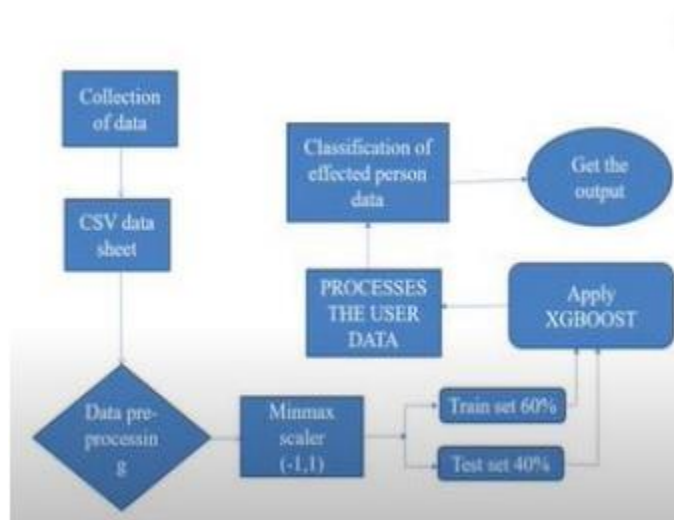 Collection
of data
CSV data
sheet
Data pre-
processin
g
Minmax
scaler
(-1,1)
Train set 60%
Test set 40%
Apply
XGBOOST
PROCESSES
THE USER
DATA
Classification of
effected person
data
Get the
output